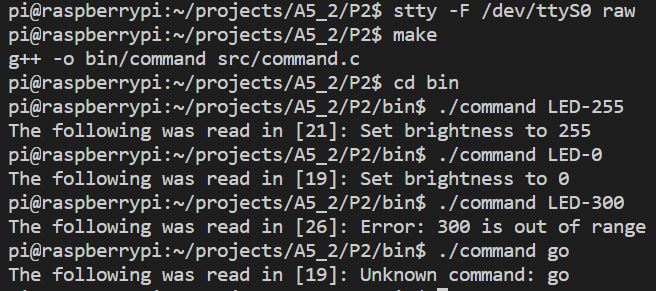 pi@raspberrypi:~/projects/A5_2/P2$ stty -F /dev/ttyS0 raw
pi@raspberrypi:~/projects/A5_2/P2$ make
g++ -o bin/command src/command.c
pi@raspberrypi:~/projects/A5_2/P2$ cd bin
pi@raspberrypi:~/projects/A5_2/P2/bin$ ./command LED-255
The following was read in [21]: Set brightness to 255
pi@raspberrypi:~/projects/A5_2/P2/bin$ ./command LED-0
The following was read in [19]: Set brightness to 0
pi@raspberrypi:~/projects/A5_2/P2/bin$ ./command LED-300
The following was read in [26]: Error: 300 is out of range
pi@raspberrypi:~/projects/A5_2/P2/bin$ ./command go
The following was read in [19]: Unknown command: go